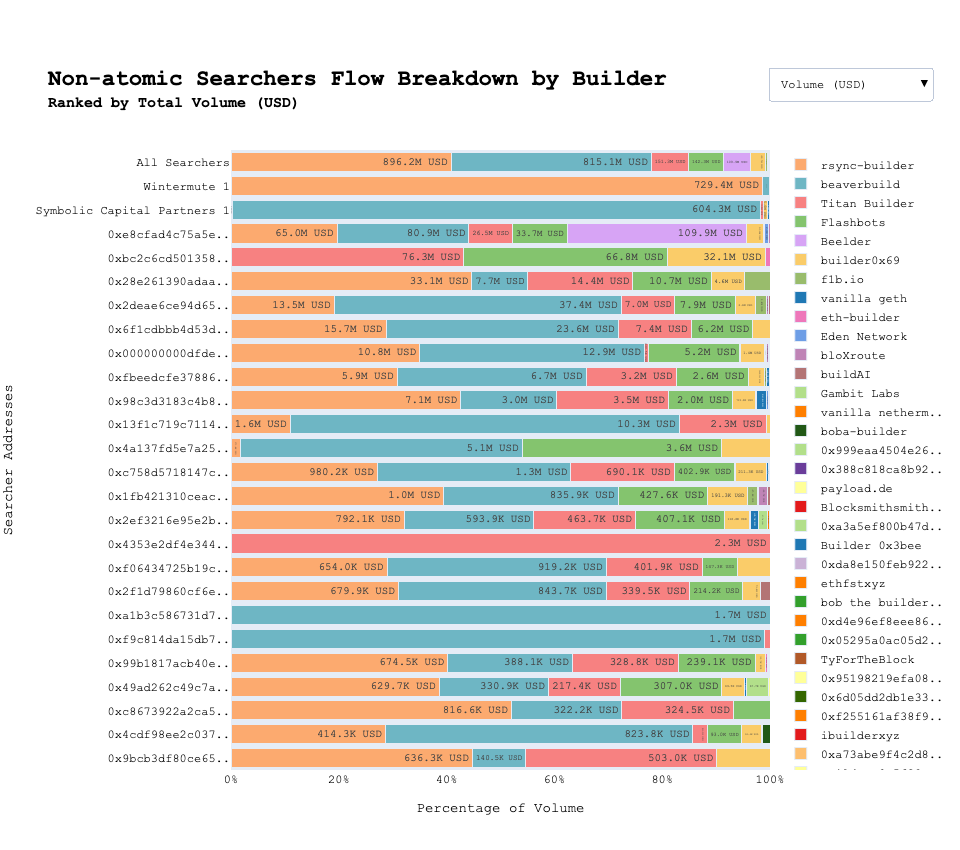 Non-atomic Searchers Flow Breakdown by Builder
Ranked by Total Volume (USD)
Volume (USD) ▼
All Searchers 896.2M USD 815.1M USD
Wintermute 1 729.4M USD
Symbolic Capital Partners 1 604.3M USD
0xe8cfad4c75a5e.. 65.0M USD 80.9M USD 26.5M USD 33.7M USD 109.9M USD
0xbc2c6cd501358.. 76.3M USD 66.8M USD 32.1M USD
0x28e261390adaa.. 33.1M USD 7.7M USD 14.4M USD 10.7M USD 4.6M USD
0x2deae6ce94d65.. 13.5M USD 37.4M USD 7.0M USD 7.9M USD
0x6f1cdbbb4d53d.. 15.7M USD 23.6M USD 7.4M USD 6.2M USD
0x000000000dfde.. 10.8M USD 12.9M USD 5.2M USD
0xfbeedcfe37886.. 5.9M USD 6.7M USD 3.2M USD 2.6M USD
0x98c3d3183c4b8.. 7.1M USD 3.0M USD 3.5M USD 2.0M USD
0x13f1c719c7114.. 1.6M USD 10.3M USD 2.3M USD
0x4a137fd5e7a25.. 5.1M USD 3.6M USD
0xc758d5718147c.. 980.2K USD 1.3M USD 690.1K USD 402.9K USD
0x1fb421310ceac.. 1.0M USD 835.9K USD 427.6K USD 191.3K USD
0x2ef3216e95e2b.. 792.1K USD 593.9K USD 463.7K USD 407.1K USD
0x4353e2df4e344.. 2.3M USD
0xf06434725b19c.. 654.0K USD 919.2K USD 401.9K USD
0x2f1d79860cf6e.. 679.9K USD 843.7K USD 339.5K USD 214.2K USD
0xa1b3c586731d7.. 1.7M USD
0xf9c814da15db7.. 1.7M USD
0x99b1817acb40e.. 674.5K USD 388.1K USD 328.8K USD 239.1K USD
0x49ad262c49c7a.. 629.7K USD 330.9K USD 217.4K USD 307.0K USD
0xc8673922a2ca5.. 816.6K USD 322.2K USD 324.5K USD
0x4cdf98ee2c037.. 414.3K USD 823.8K USD 93.0K USD
0x9bcb3df80ce65.. 636.3K USD 140.5K USD 503.0K USD
0% 20% 40% 60% 80% 100%
Percentage of Volume
Searcher Addresses
rsync-builder
beaverbuild
Titan Builder
Flashbots
Beelder
builder0x69
f1b.io
vanilla geth
eth-builder
Eden Network
bloXroute
buildAI
Gambit Labs
vanilla netherm..
boba-builder
0x999eaa4504e26..
0x388c818ca8b92..
payload.de
Blocksmithsmith..
0xa3a5ef800b47d..
Builder 0x3bee
0xda8e150feb922..
ethfstxyz
bob the builder..
0xd4e96ef8eee86..
0x05295a0ac05d2..
TyForTheBlock
0x95198219efa08..
0x6d05dd2db1e33..
0xf255161af38f9..
ibuilderxyz
0xa73abe9f4c2d8..